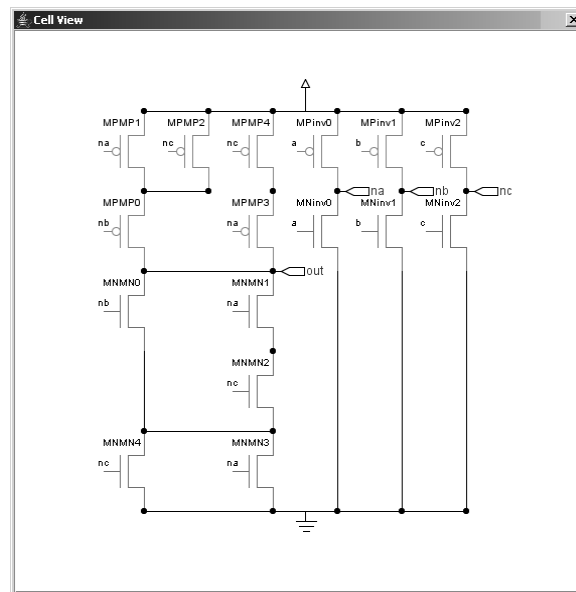 Cell View
MPMP1 MPMP2 MPMP4 MPinv0 MPinv1 MPinv2
na nc nc a b c
na nb nc
MPMP0 MPMP3 MNinv0 MNinv1 MNinv2
nb na a b c
out
MNMN0 MNMN1
nb na
MNMN2
nc
MNMN4 MNMN3
nc na